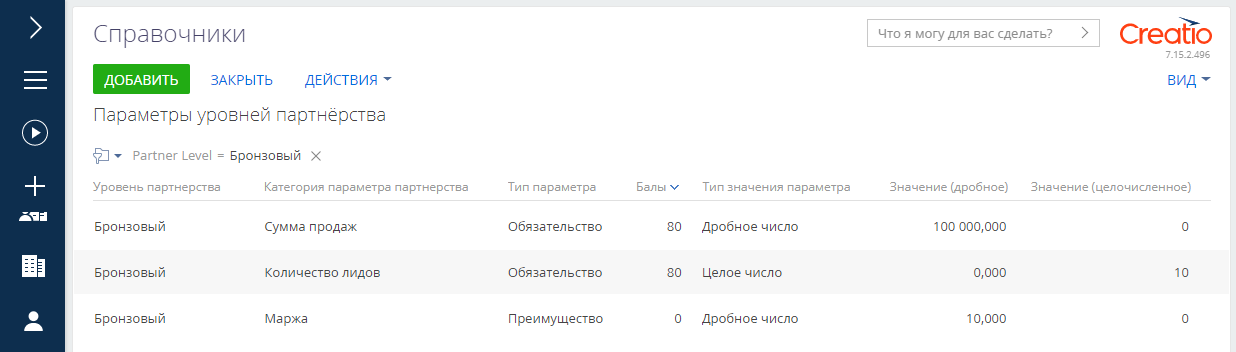 Справочники
Что я могу для вас сделать?
Creatio
7.15.2.496
ДОБАВИТЬ ЗАКРЫТЬ ДЕЙСТВИЯ ВИД
Параметры уровней партнёрства
Partner Level = Бронзовый
Уровень партнерства Категория параметра партнерства Тип параметра Балы Тип значения параметра Значение (дробное) Значение (целочисленное)
Бронзовый Сумма продаж Обязательство 80 Дробное число 100 000,000 0
Бронзовый Количество лидов Обязательство 80 Целое число 0,000 10
Бронзовый Маржа Преимущество 0 Дробное число 10,000 0